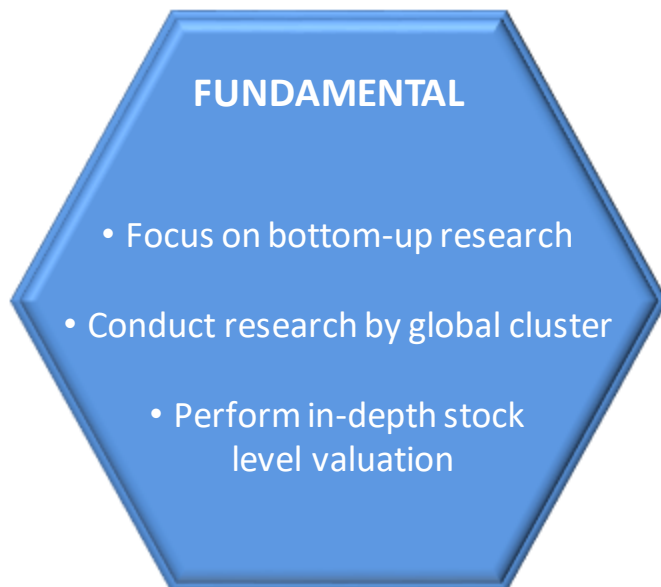 FUNDAMENTAL
• Focus on bottom-up research
• Conduct research by global cluster
• Perform in-depth stock
level valuation